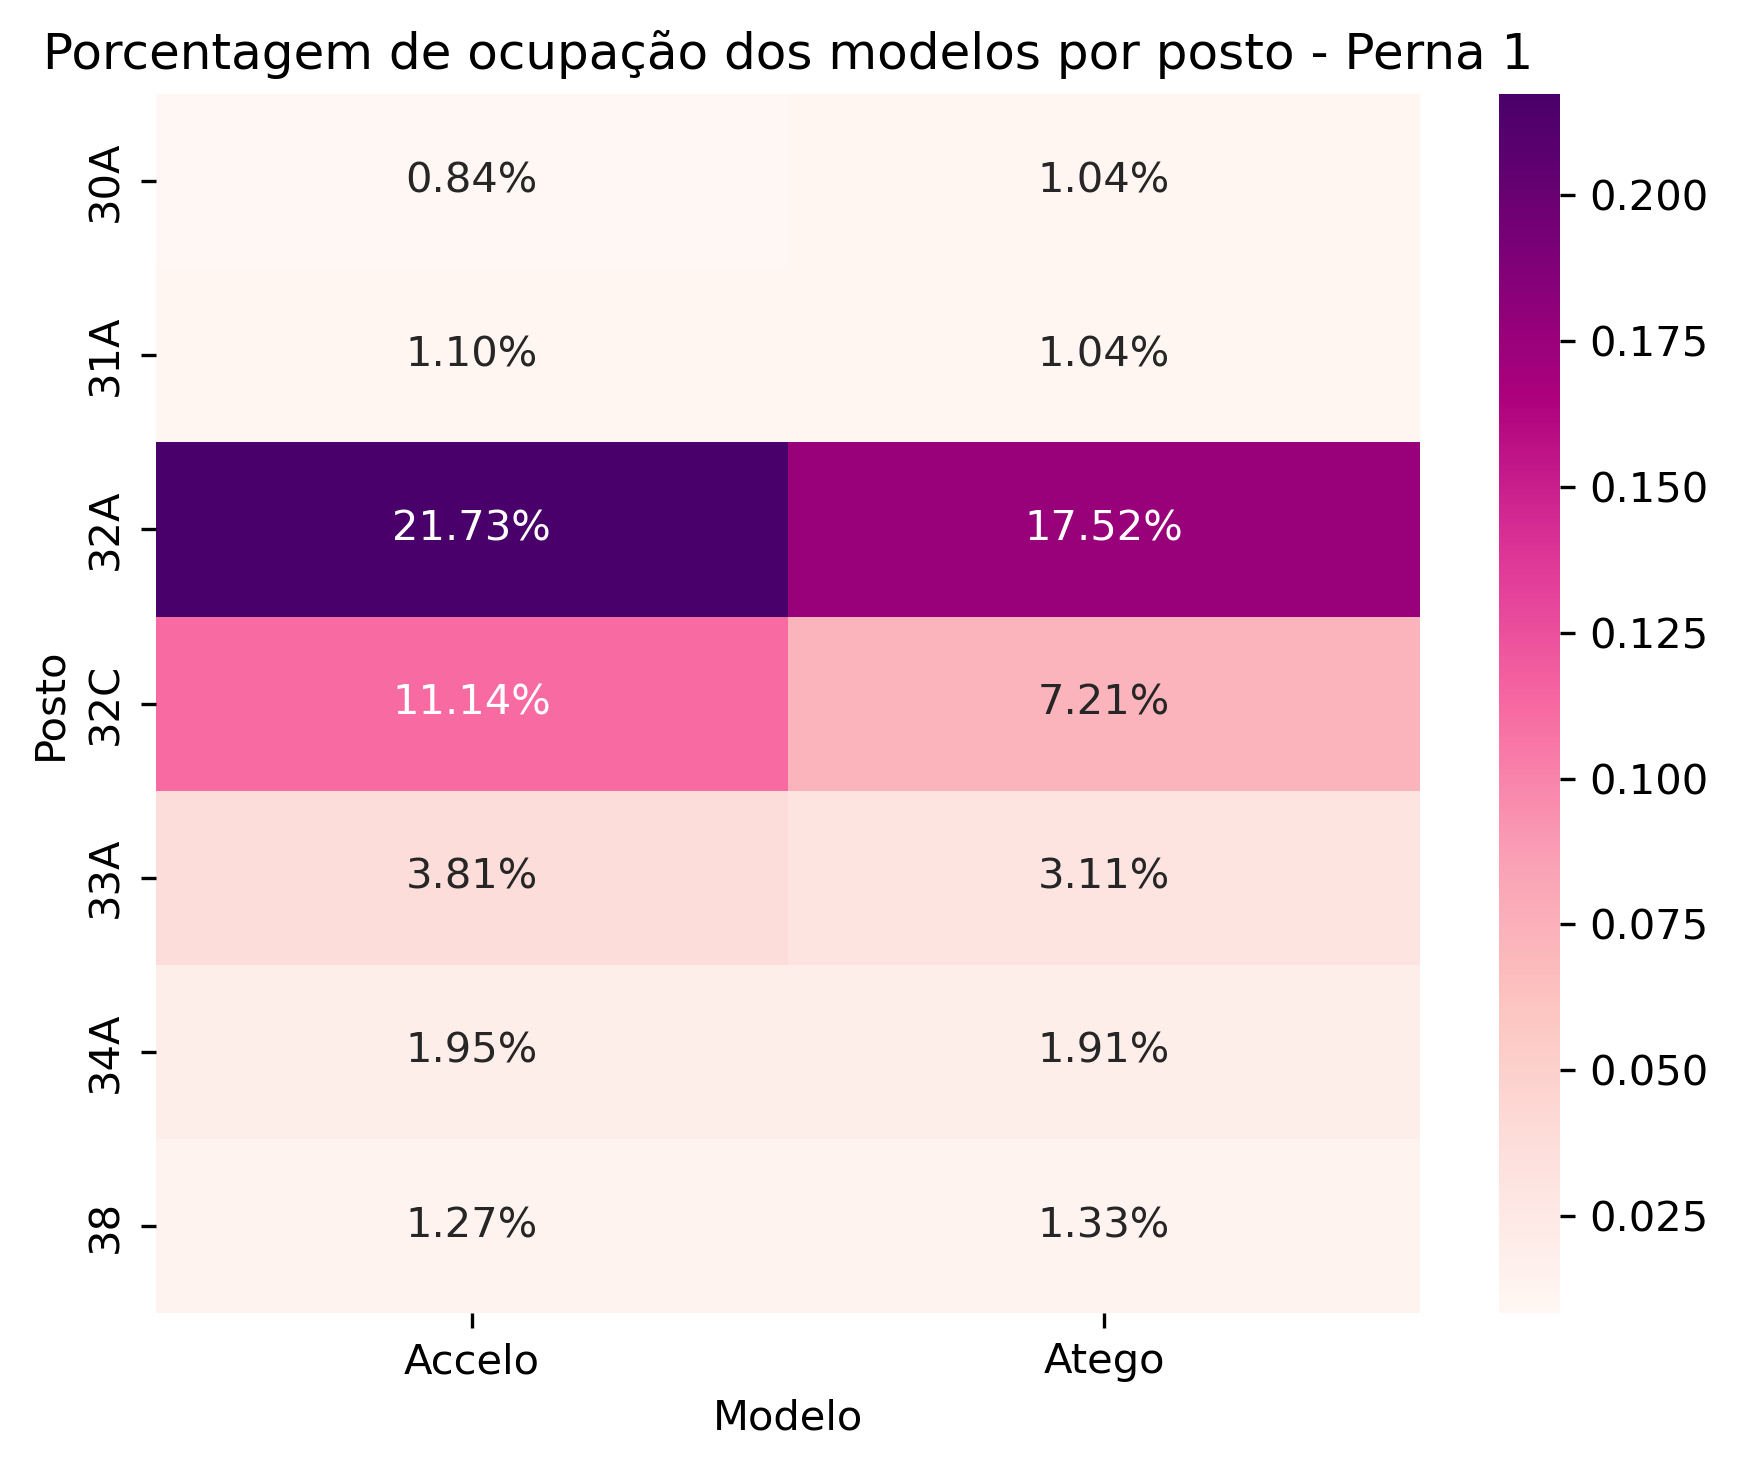 Porcentagem de ocupação dos modelos por posto - Perna 1
30A 0.84% 1.04%
31A 1.10% 1.04%
32A 21.73% 17.52%
32C 11.14% 7.21%
33A 3.81% 3.11%
34A 1.95% 1.91%
38 1.27% 1.33%
Posto
Accelo Atego
Modelo
0.200
0.175
0.150
0.125
0.100
0.075
0.050
0.025